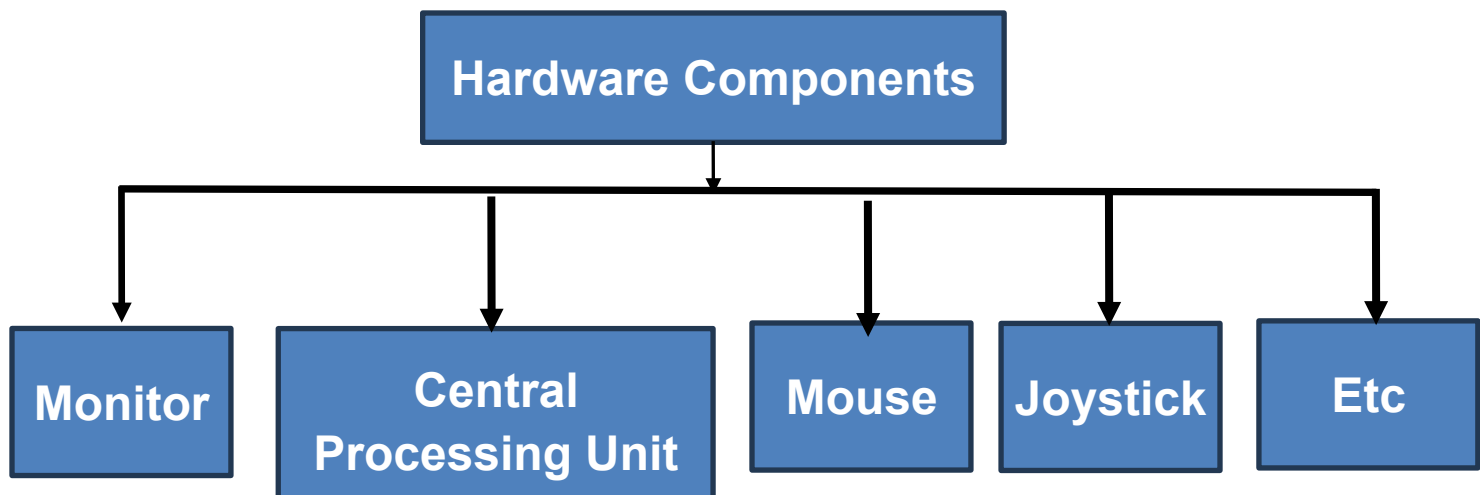 Hardware Components
Monitor
Central
Processing Unit
Mouse
Joystick
Etc